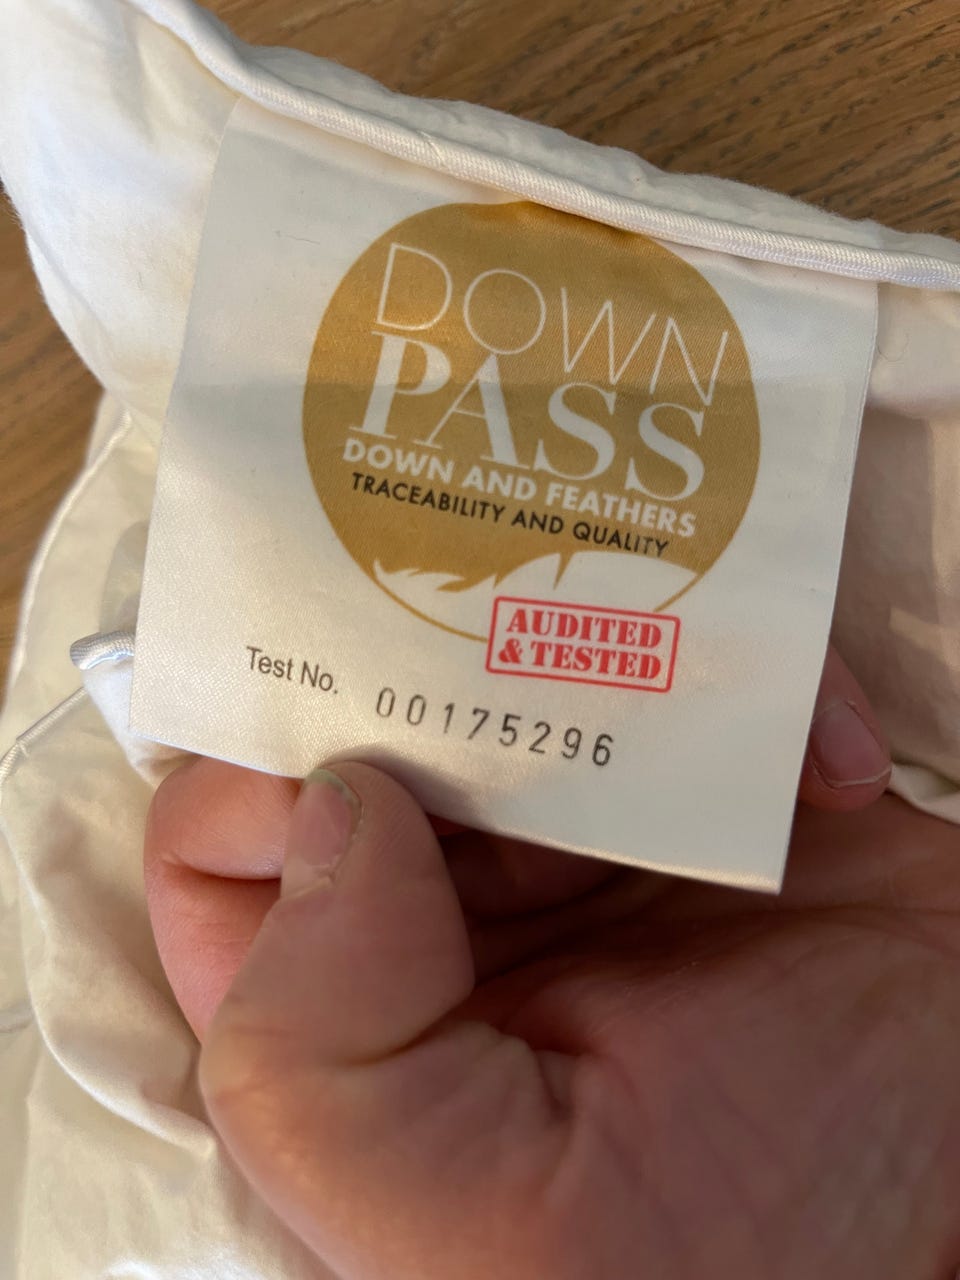 DOWN
PASS
DOWN AND FEATHERS
TRACEABILITY AND QUALITY
AUDITED
& TESTED
Test No. 00175296